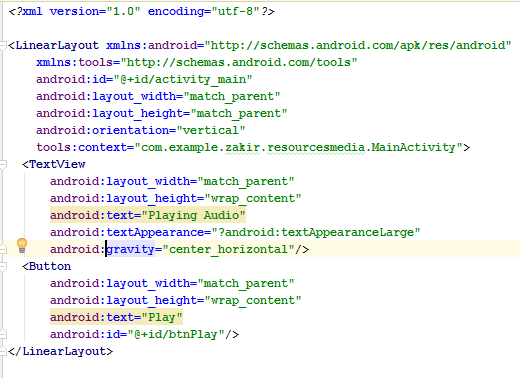 <?xml version="1.0" encoding="utf-8"?>
<LinearLayout xmlns:android="http://schemas.android.com/apk/res/android"
xmlns:tools="http://schemas.android.com/tools"
android:id="@+id/activity_main"
android:layout_width="match_parent"
android:layout_height="match_parent"
android:orientation="vertical"
tools:context="com.example.zakir.resourcesmedia.MainActivity">
<TextView
android:layout_width="match_parent"
android:layout_height="wrap_content"
android:text="Playing Audio"
android:textAppearance="?android:textAppearanceLarge"
android:gravity="center_horizontal"/>
<Button
android:layout_width="match_parent"
android:layout_height="wrap_content"
android:text="Play"
android:id="@+id/btnPlay"/>
</LinearLayout>